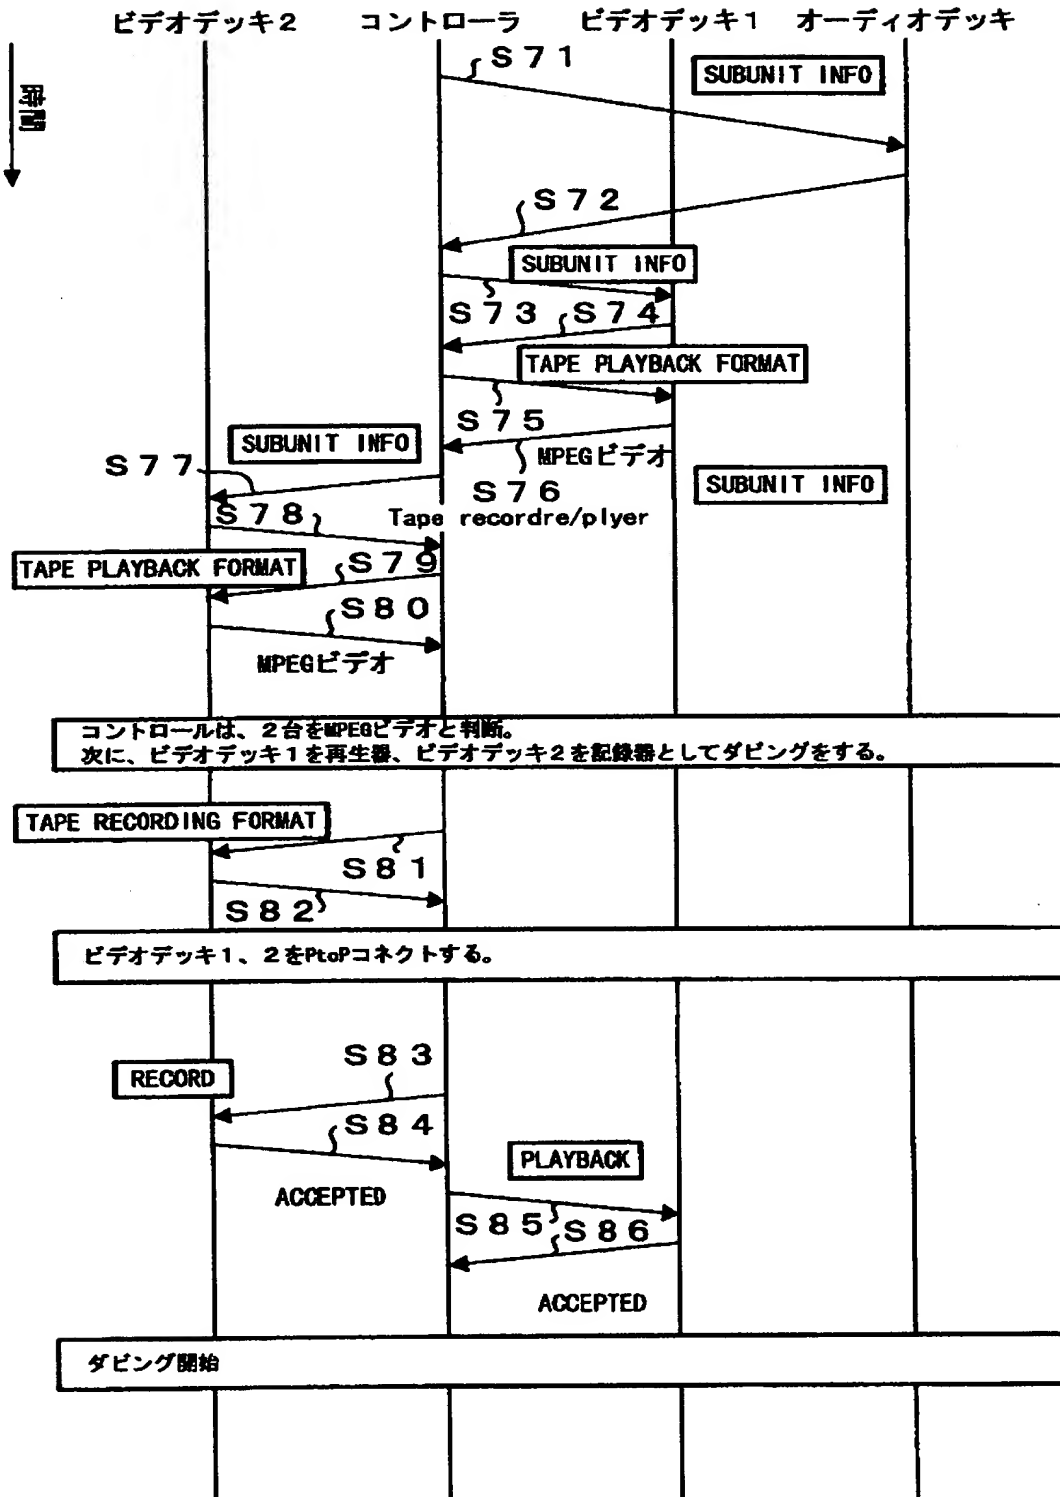 ビデオデッキ2 コントローラ ビデオデッキ1 オーディオデッキ
時間
S71
SUBUNIT INFO
S72
SUBUNIT INFO
S73 S74
TAPE PLAYBACK FORMAT
S75
SUBUNIT INFO
MPEGビデオ
S77
S76
SUBUNIT INFO
S78
Tape recordre/plyer
TAPE PLAYBACK FORMAT
S79
S80
MPEGビデオ
コントロールは、2台をMPEGビデオと判断。
次に、ビデオデッキ1を再生器、ビデオデッキ2を記録器としてダビングをする。
TAPE RECORDING FORMAT
S81
S82
ビデオデッキ1、2をPtoPコネクトする。
S83
RECORD
S84
PLAYBACK
ACCEPTED
S85 S86
ACCEPTED
ダビング開始